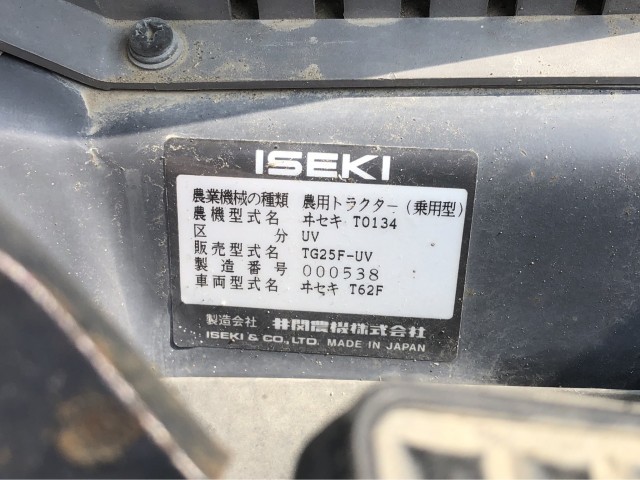 ISEKI
農業機械の種類 農用トラクター(乗用型)
農機型式名 ヰセキ T0134
区分 UV
販売型式名 TG25F-UV
製造番号 000538
車両型式名 ヰセキ T62F
製造会社 井関農機株式会社
ISEKI & CO., LTD. MADE IN JAPAN